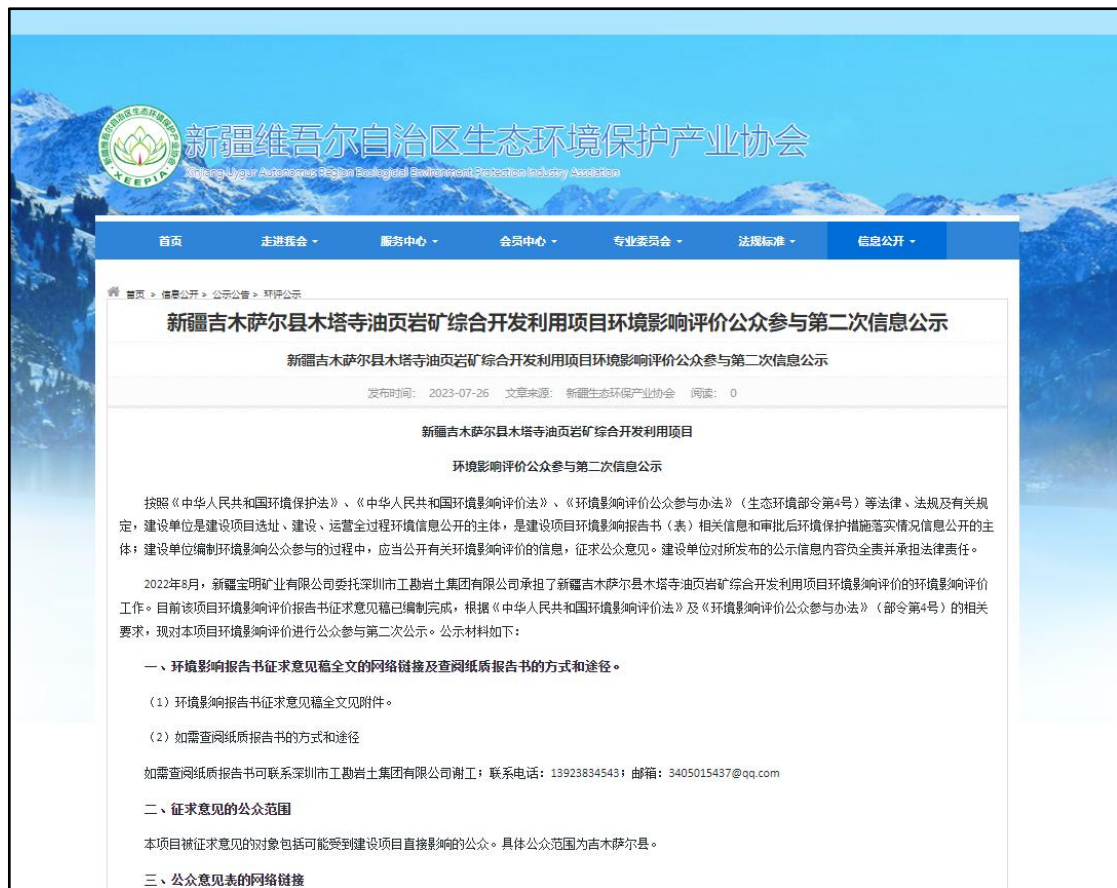 新疆维吾尔自治区生态环境保护产业协会
Xinjiang Uygur Autonomous Region Ecological Environment Protection Industry Assciation
XEEPIA
首页 走进我会 服务中心 会员中心 专业委员会 法规标准 信息公开
首页 > 信息公开 > 公示公告 > 环评公示
新疆吉木萨尔县木塔寺油页岩矿综合开发利用项目环境影响评价公众参与第二次信息公示
新疆吉木萨尔县木塔寺油页岩矿综合开发利用项目环境影响评价公众参与第二次信息公示
发布时间： 2023-07-26 文章来源： 新疆生态环保产业协会 阅读： 0
新疆吉木萨尔县木塔寺油页岩矿综合开发利用项目
环境影响评价公众参与第二次信息公示
按照《中华人民共和国环境保护法》、《中华人民共和国环境影响评价法》、《环境影响评价公众参与办法》（生态环境部令第4号）等法律、法规及有关规
定，建设单位是建设项目选址、建设、运营全过程环境信息公开的主体，是建设项目环境影响报告书（表）相关信息和审批后环境保护措施落实情况信息公开的主
体；建设单位编制环境影响公众参与的过程中，应当公开有关环境影响评价的信息，征求公众意见。建设单位对所发布的公示信息内容负全责并承担法律责任。
2022年8月，新疆宝明矿业有限公司委托深圳市工勘岩土集团有限公司承担了新疆吉木萨尔县木塔寺油页岩矿综合开发利用项目环境影响评价的环境影响评价
工作。目前该项目环境影响评价报告书征求意见稿已编制完成，根据《中华人民共和国环境影响评价法》及《环境影响评价公众参与办法》（部令第4号）的相关
要求，现对本项目环境影响评价进行公众参与第二次公示。公示材料如下：
一、环境影响报告书征求意见稿全文的网络链接及查阅纸质报告书的方式和途径。
（1）环境影响报告书征求意见稿全文见附件。
（2）如需查阅纸质报告书的方式和途径
如需查阅纸质报告书可联系深圳市工勘岩土集团有限公司谢工；联系电话：13923834543；邮箱：3405015437@qq.com
二、征求意见的公众范围
本项目被征求意见的对象包括可能受到建设项目直接影响的公众。具体公众范围为吉木萨尔县。
三、公众意见表的网络链接